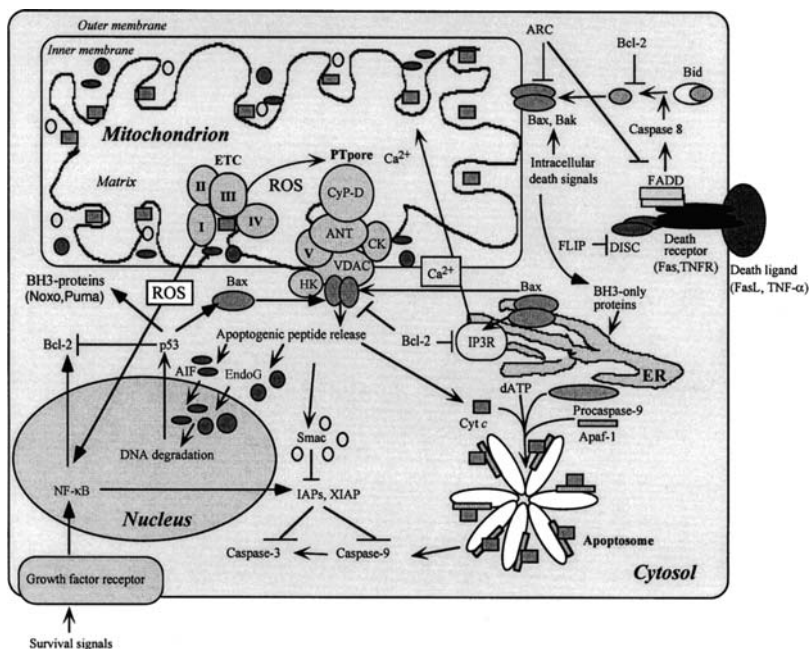 Outer membrane
Inner membrane
Mitochondrion
Matrix
ETC
II
III
I
IV
ROS
PTpore
Ca2+
CyP-D
ANT
V
CK
VDAC
HK
ARC
Bcl-2
Bid
Bax, Bak
Caspase 8
Intracellular
death signals
FADD
FLIP
DISC
Death
receptor
(Fas,TNFR)
Death ligand
(FasL, TNF-α)
BH3-proteins
(Noxo,Puma)
ROS
Bax
Ca2+
Bax
BH3-only
proteins
Bcl-2
p53
Apoptogenic peptide release
Bcl-2
IP3R
ER
AIF
EndoG
dATP
Procaspase-9
Cyt c
Apaf-1
DNA degradation
Smac
NF-κB
Nucleus
IAPs, XIAP
Apoptosome
Caspase-3
Caspase-9
Cytosol
Growth factor receptor
Survival signals